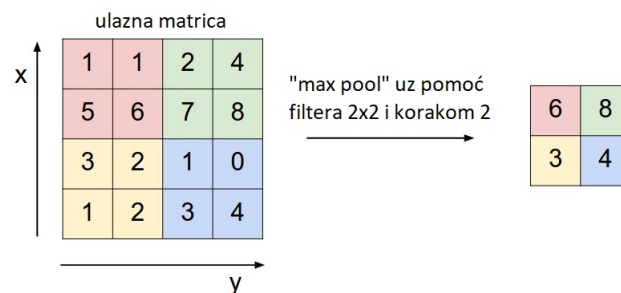 ulazna matrica
x
1 1 2 4
5 6 7 8
3 2 1 0
1 2 3 4
y
"max pool" uz pomoć
filtera 2x2 i korakom 2
6 8
3 4